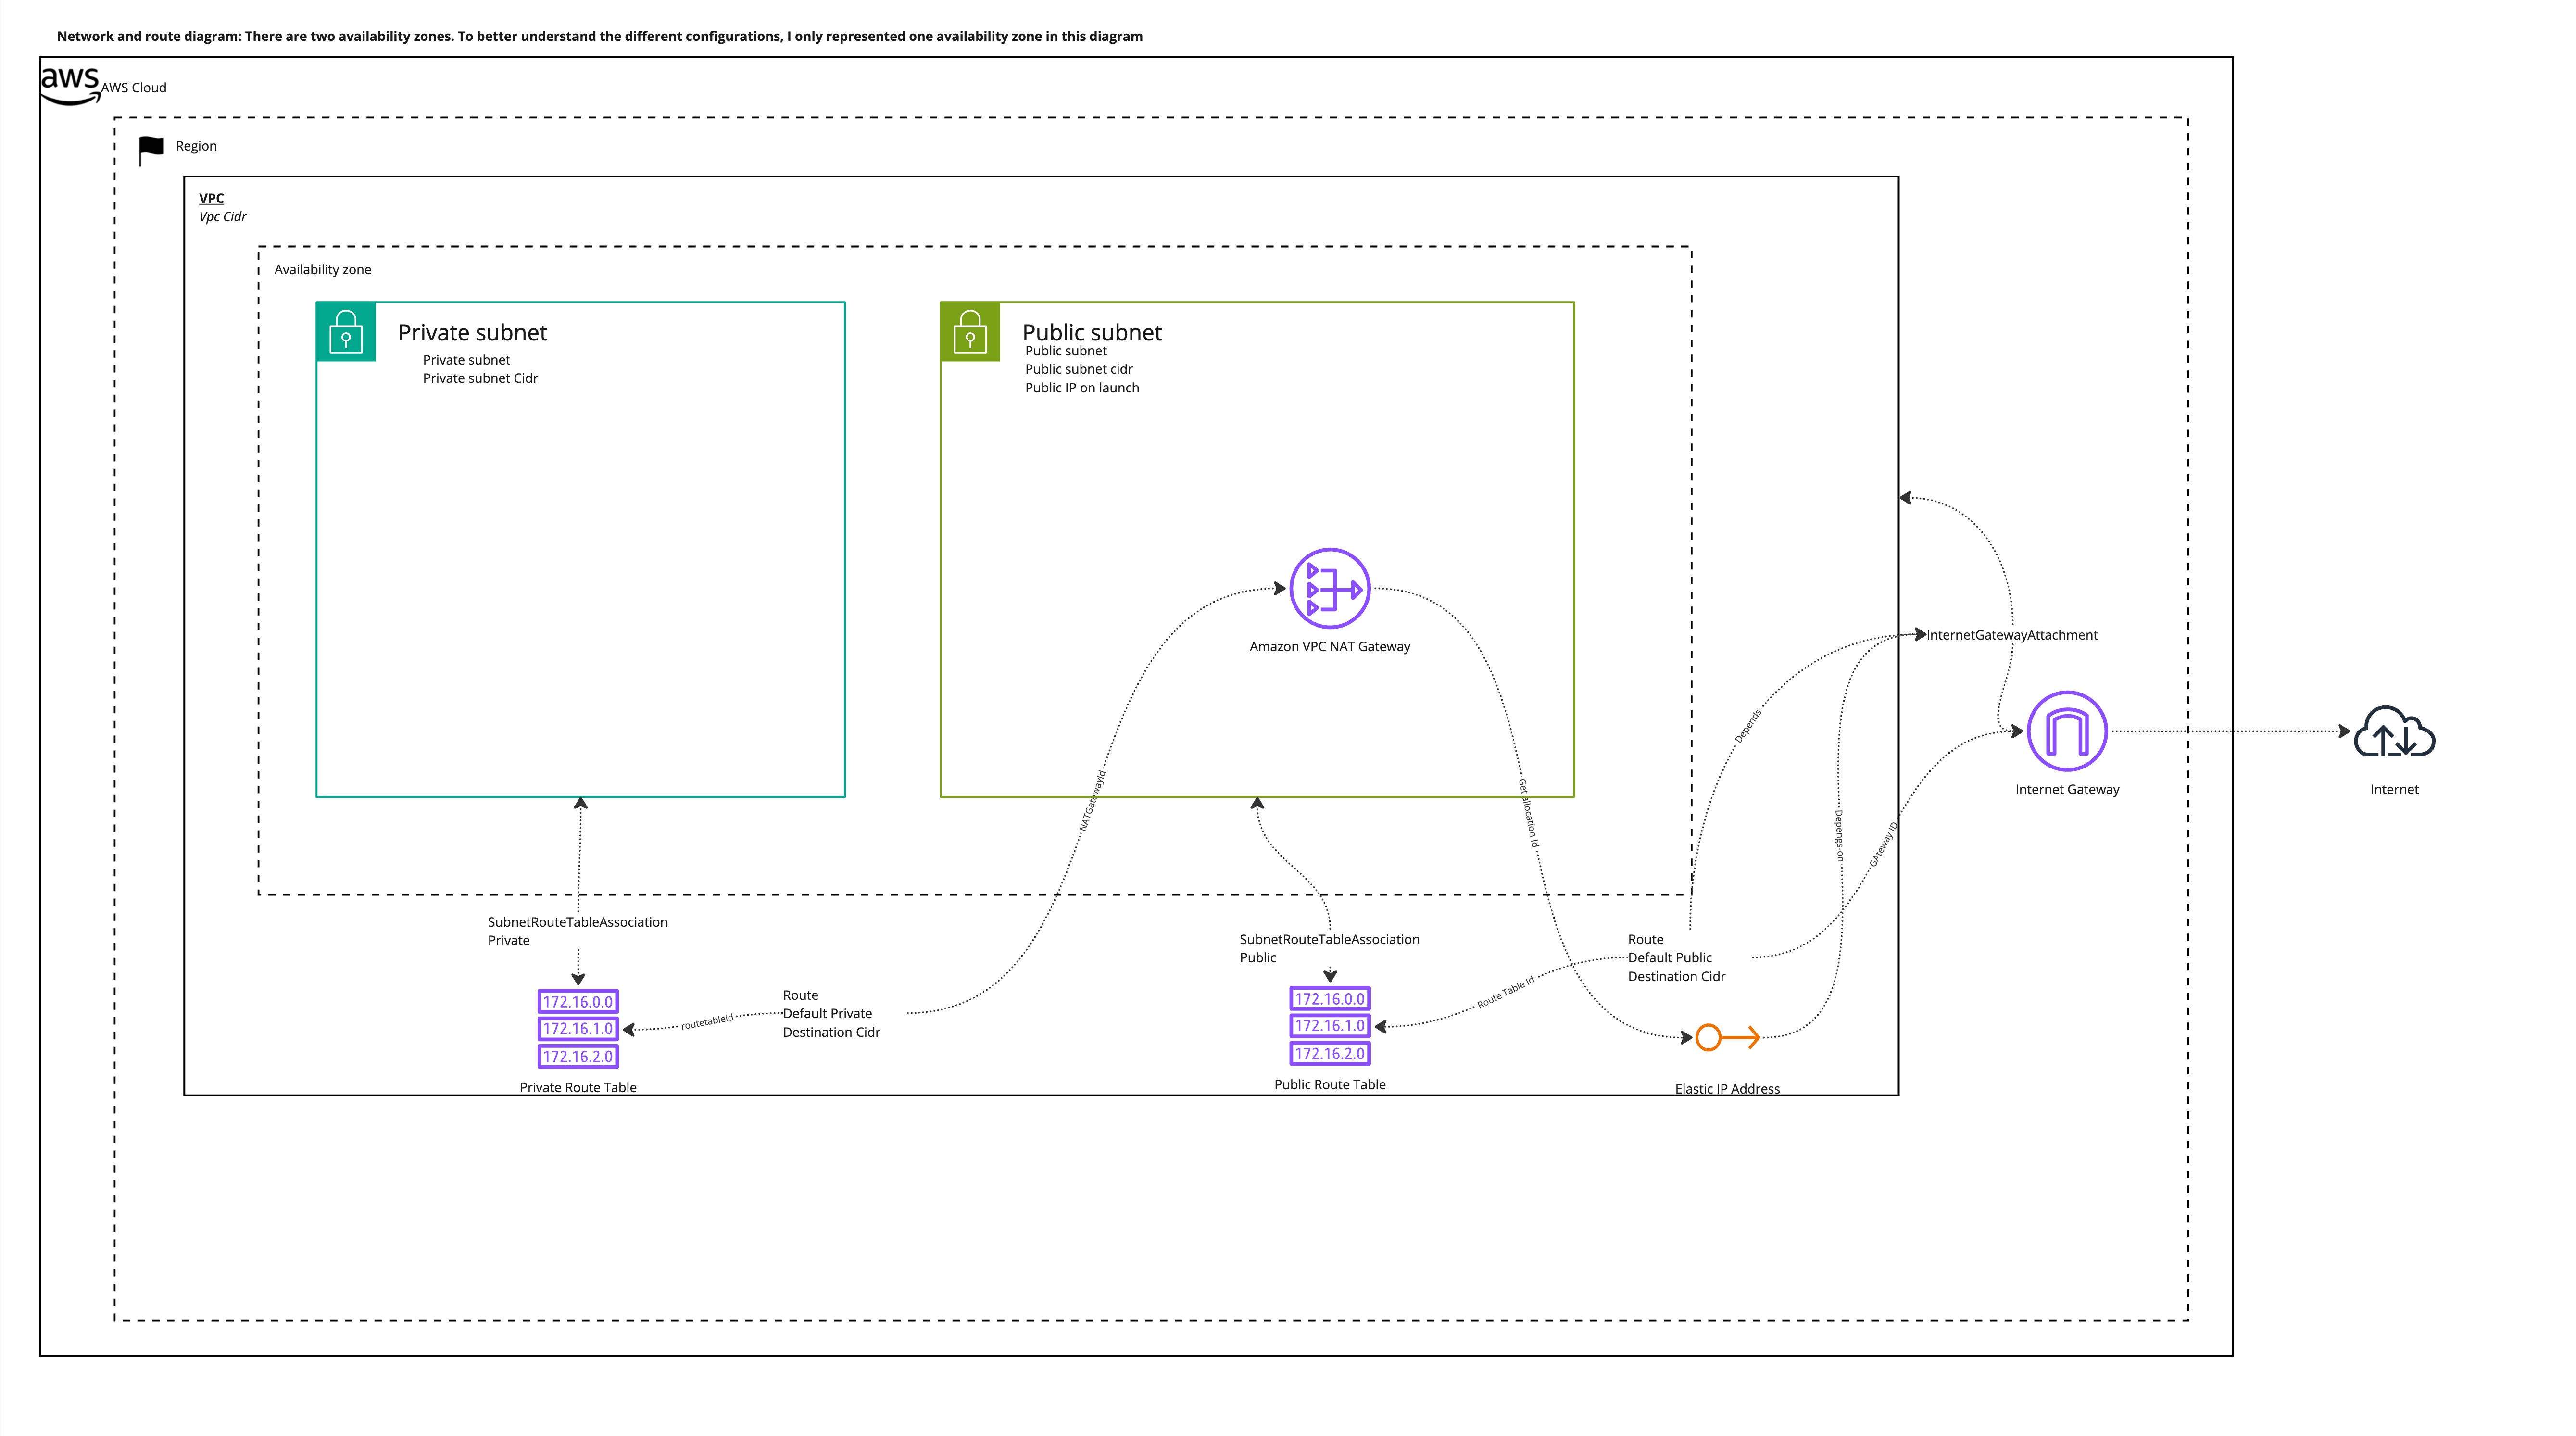 Network and route diagram: There are two availability zones. To better understand the different configurations, I only represented one availability zone in this diagram
aws
AWS Cloud
Region
VPC
Vpc Cidr
Availability zone
Private subnet
Private subnet
Private subnet Cidr
Public subnet
Public subnet
Public subnet cidr
Public IP on launch
Amazon VPC NAT Gateway
InternetGatewayAttachment
Depends
Internet Gateway
Internet
NATGatewayId
Get allocation Id
Depengs-on
GAteway ID
SubnetRouteTableAssociation
Private
SubnetRouteTableAssociation
Public
Route
Default Public
Destination Cidr
Route Table Id
Route
Default Private
Destination Cidr
routetableid
172.16.0.0
172.16.1.0
172.16.2.0
Private Route Table
172.16.0.0
172.16.1.0
172.16.2.0
Public Route Table
Elastic IP Address